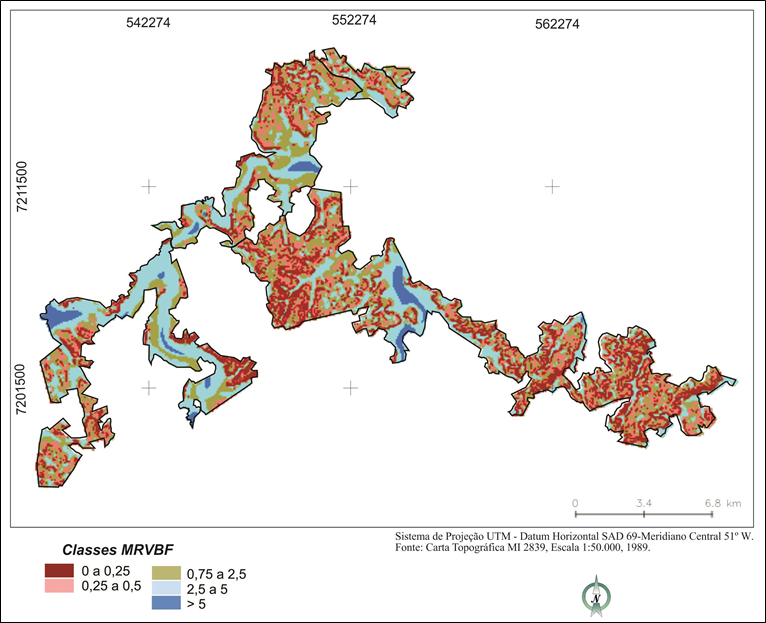 542274
552274
562274
7211500
7201500
0 3.4 6.8 km
Sistema de Projeção UTM - Datum Horizontal SAD 69-Meridiano Central 51º W.
Fonte: Carta Topográfica MI 2839, Escala 1:50.000, 1989.
Classes MRVBF
0 a 0,25
0,25 a 0,5
0,75 a 2,5
2,5 a 5
> 5
N